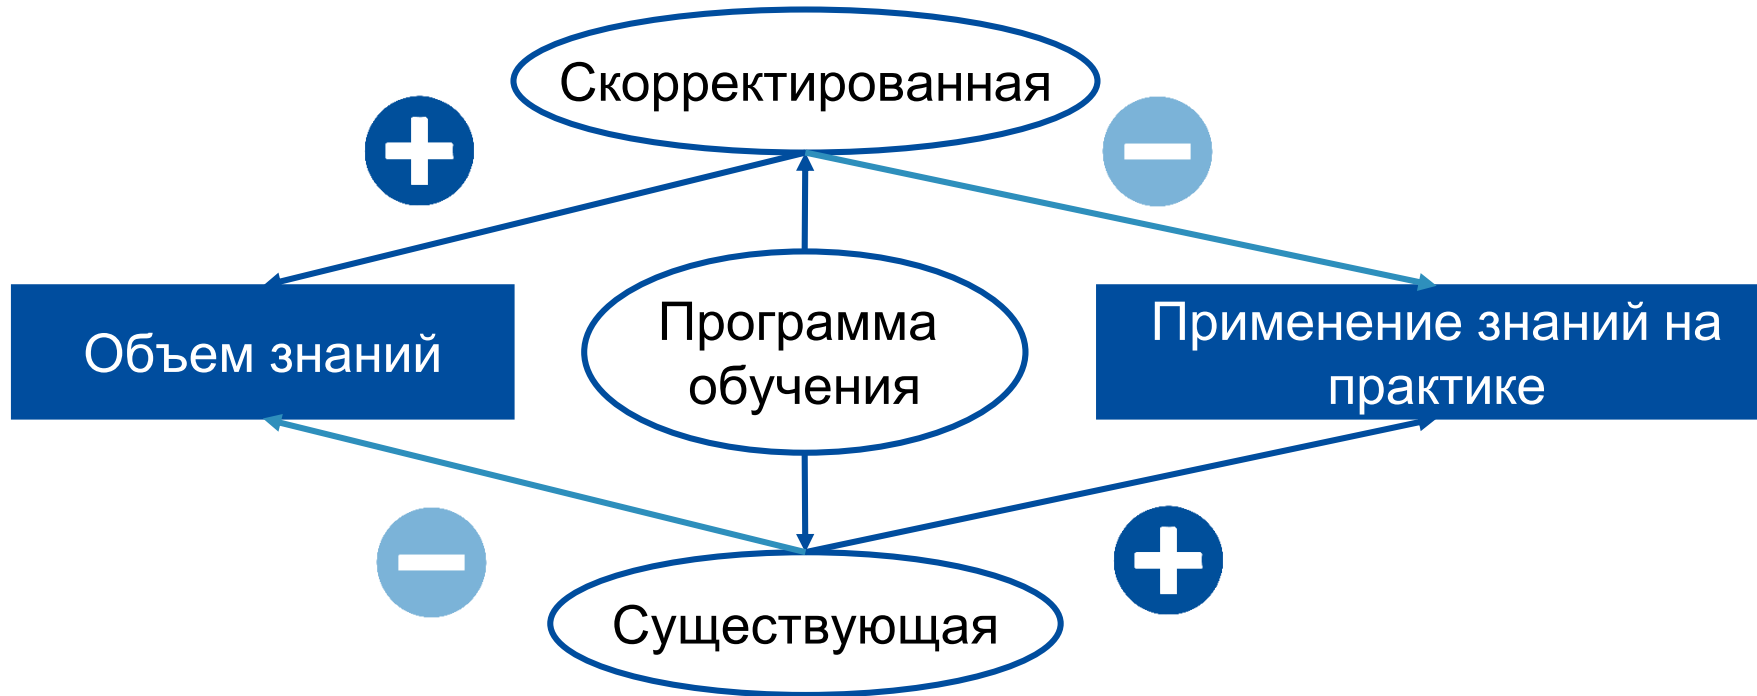 Скорректированная
Объем знаний
Программа
обучения
Применение знаний на
практике
Существующая